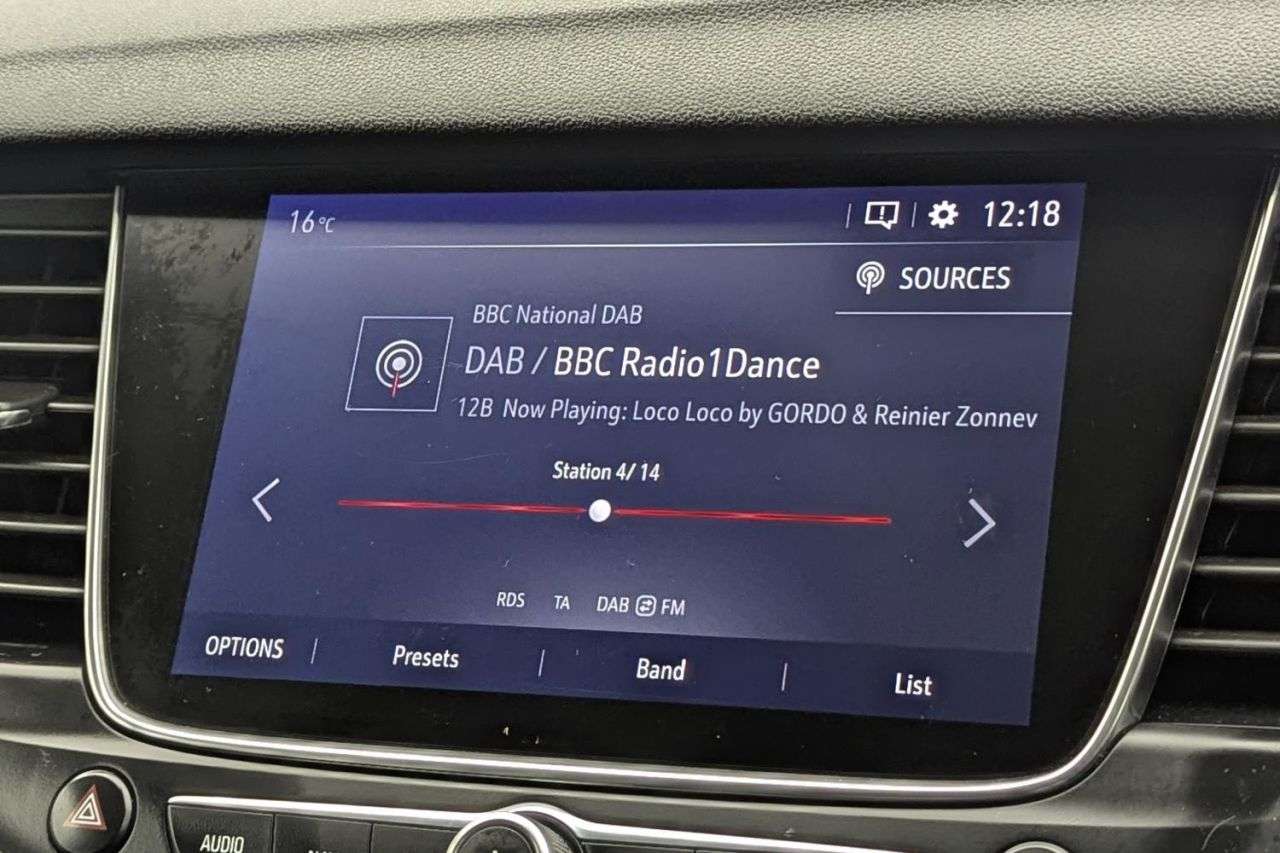 16°C
12:18
SOURCES
BBC National DAB
DAB / BBC Radio1Dance
12B Now Playing: Loco Loco by GORDO & Reinier Zonnev
Station 4/14
RDS TA DAB FM
OPTIONS | Presets | Band | List
AUDIO